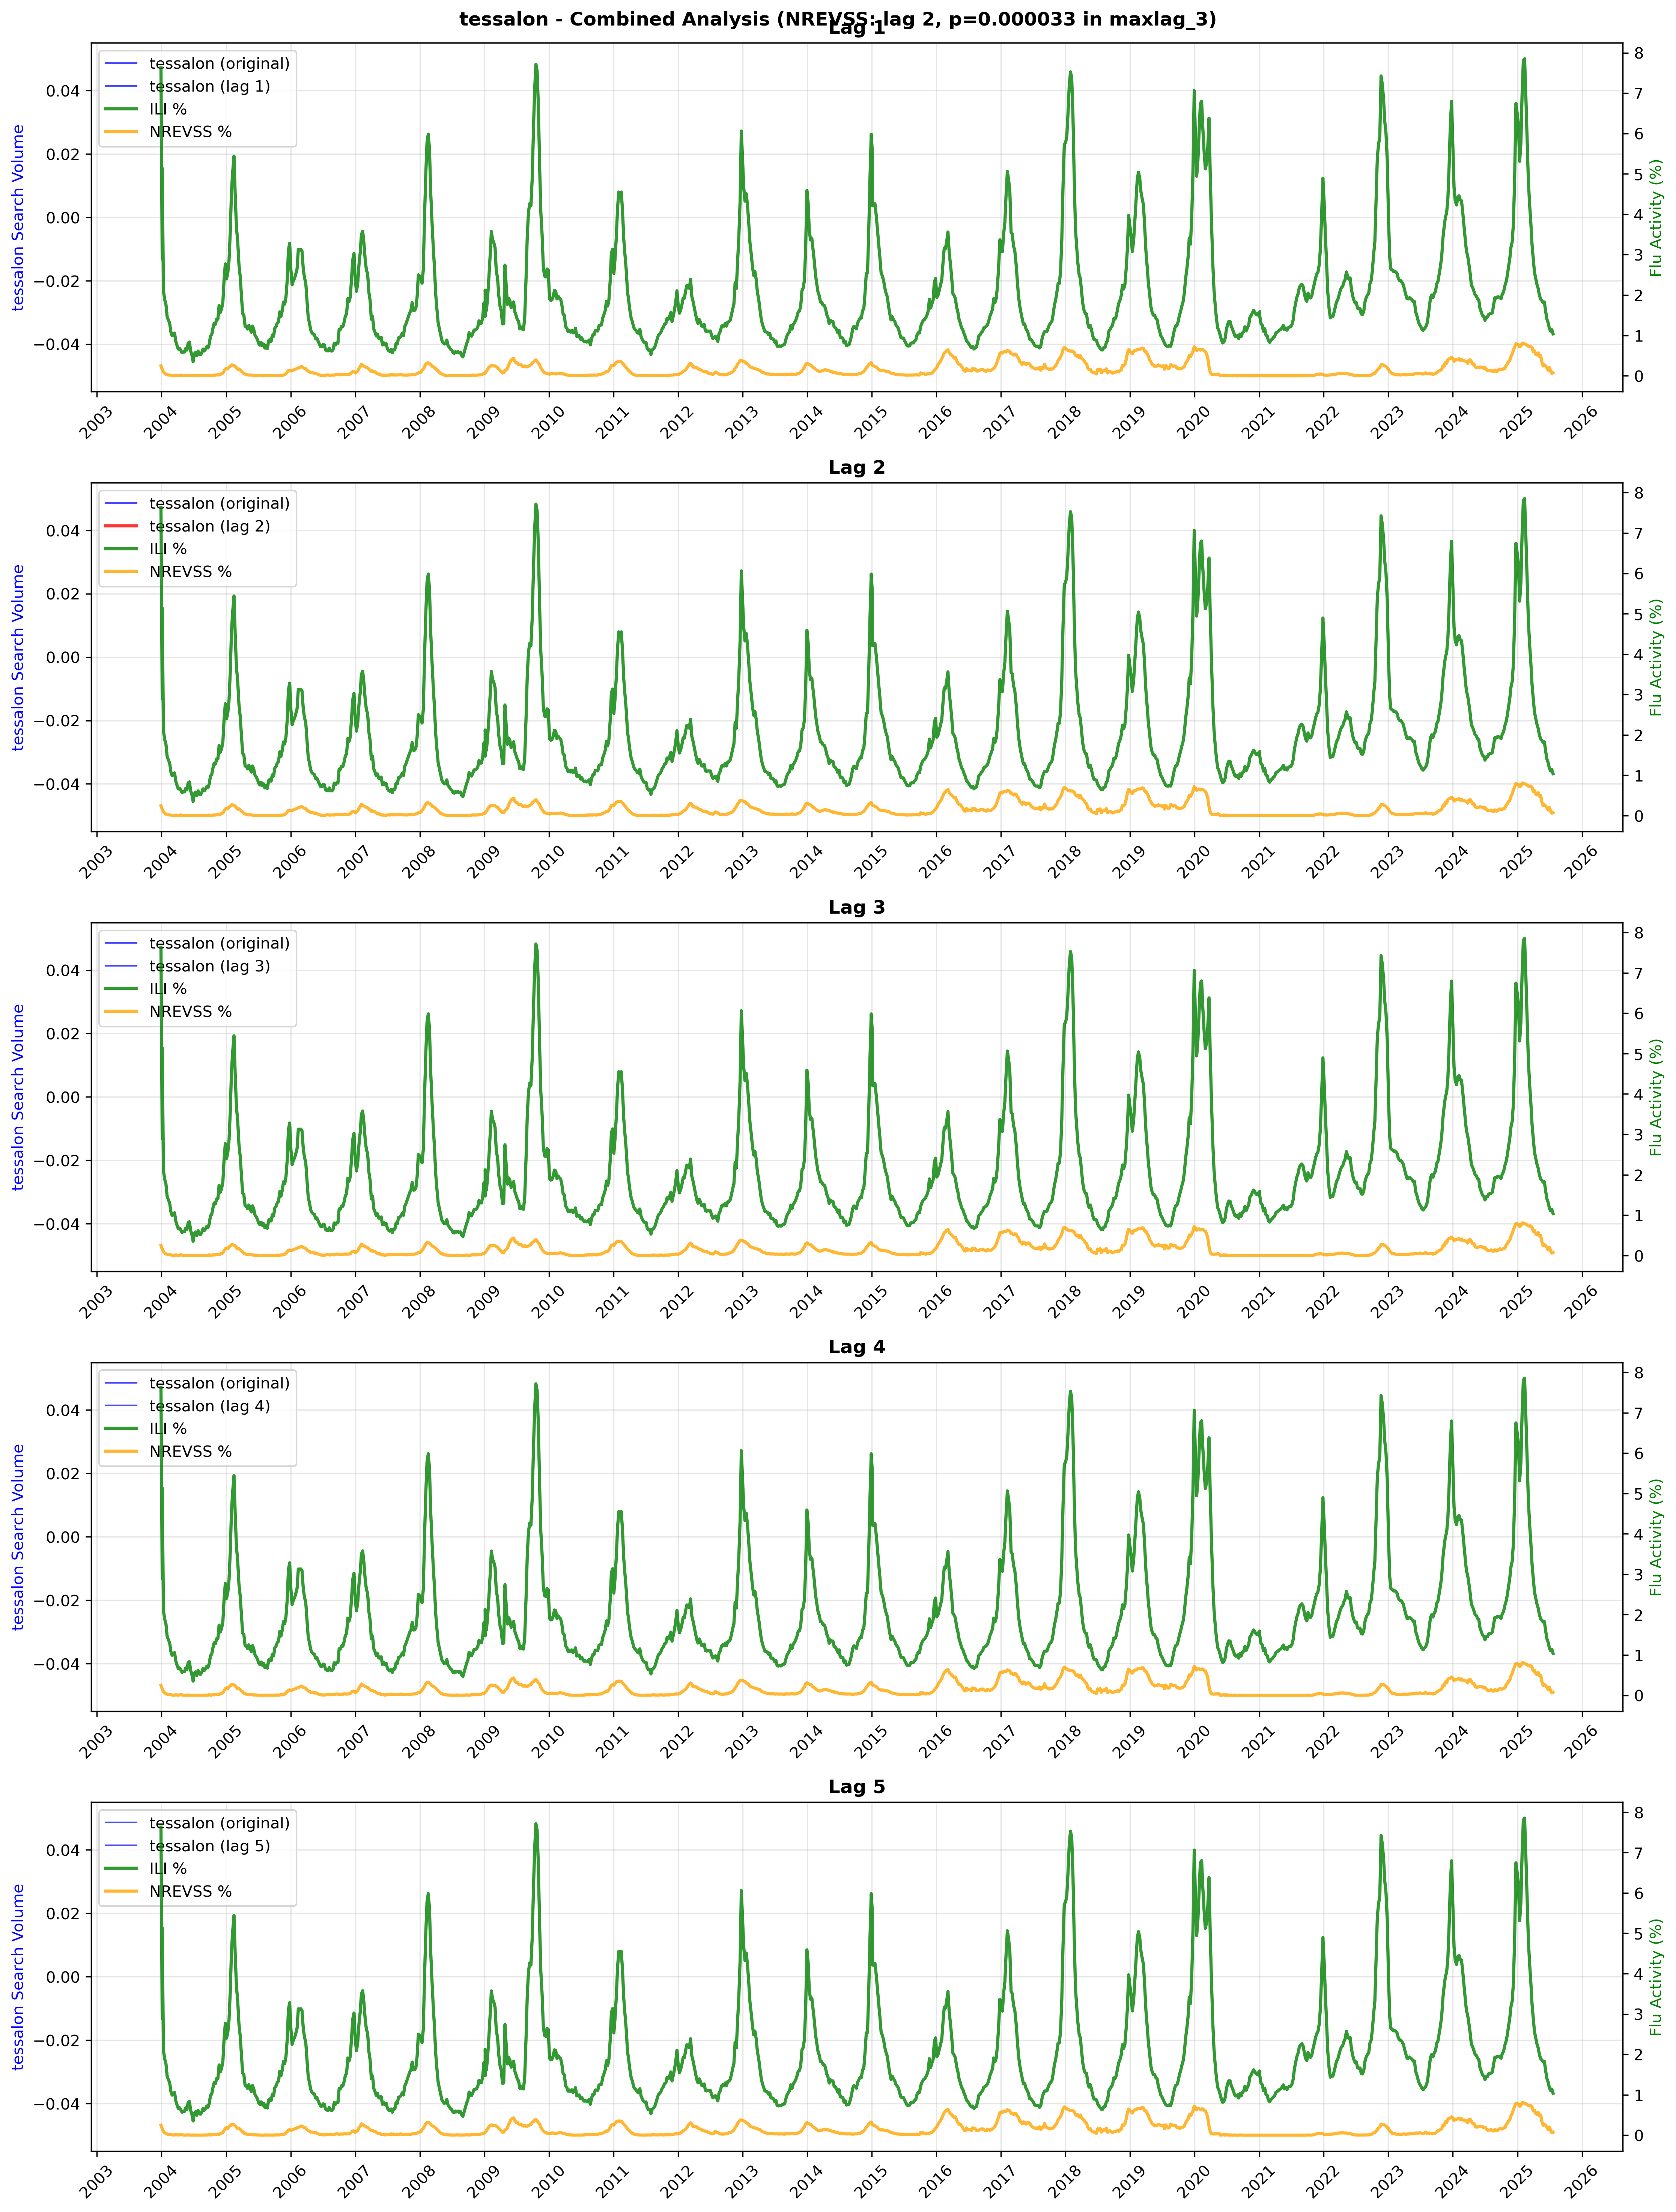 tessalon - Combined Analysis (NREVSS: lag 2, p=0.000033 in maxlag_3)
Lag 1
tessalon (original)
tessalon (lag 1)
ILI %
NREVSS %
tessalon Search Volume
0.04
0.02
0.00
−0.02
−0.04
Flu Activity (%)
8
7
6
5
4
3
2
1
0
2003 2004 2005 2006 2007 2008 2009 2010 2011 2012 2013 2014 2015 2016 2017 2018 2019 2020 2021 2022 2023 2024 2025 2026
Lag 2
tessalon (original)
tessalon (lag 2)
ILI %
NREVSS %
tessalon Search Volume
0.04
0.02
0.00
−0.02
−0.04
Flu Activity (%)
8
7
6
5
4
3
2
1
0
2003 2004 2005 2006 2007 2008 2009 2010 2011 2012 2013 2014 2015 2016 2017 2018 2019 2020 2021 2022 2023 2024 2025 2026
Lag 3
tessalon (original)
tessalon (lag 3)
ILI %
NREVSS %
tessalon Search Volume
0.04
0.02
0.00
−0.02
−0.04
Flu Activity (%)
8
7
6
5
4
3
2
1
0
2003 2004 2005 2006 2007 2008 2009 2010 2011 2012 2013 2014 2015 2016 2017 2018 2019 2020 2021 2022 2023 2024 2025 2026
Lag 4
tessalon (original)
tessalon (lag 4)
ILI %
NREVSS %
tessalon Search Volume
0.04
0.02
0.00
−0.02
−0.04
Flu Activity (%)
8
7
6
5
4
3
2
1
0
2003 2004 2005 2006 2007 2008 2009 2010 2011 2012 2013 2014 2015 2016 2017 2018 2019 2020 2021 2022 2023 2024 2025 2026
Lag 5
tessalon (original)
tessalon (lag 5)
ILI %
NREVSS %
tessalon Search Volume
0.04
0.02
0.00
−0.02
−0.04
Flu Activity (%)
8
7
6
5
4
3
2
1
0
2003 2004 2005 2006 2007 2008 2009 2010 2011 2012 2013 2014 2015 2016 2017 2018 2019 2020 2021 2022 2023 2024 2025 2026